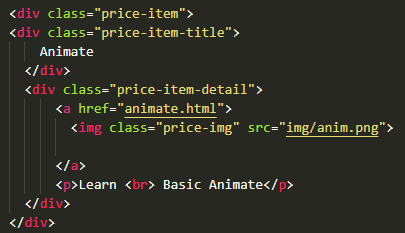 <div class="price-item">
<div class="price-item-title">
Animate
</div>
<div class="price-item-detail">
<a href="animate.html">
<img class="price-img" src="img/anim.png">
</a>
<p>Learn <br> Basic Animate</p>
</div>
</div>